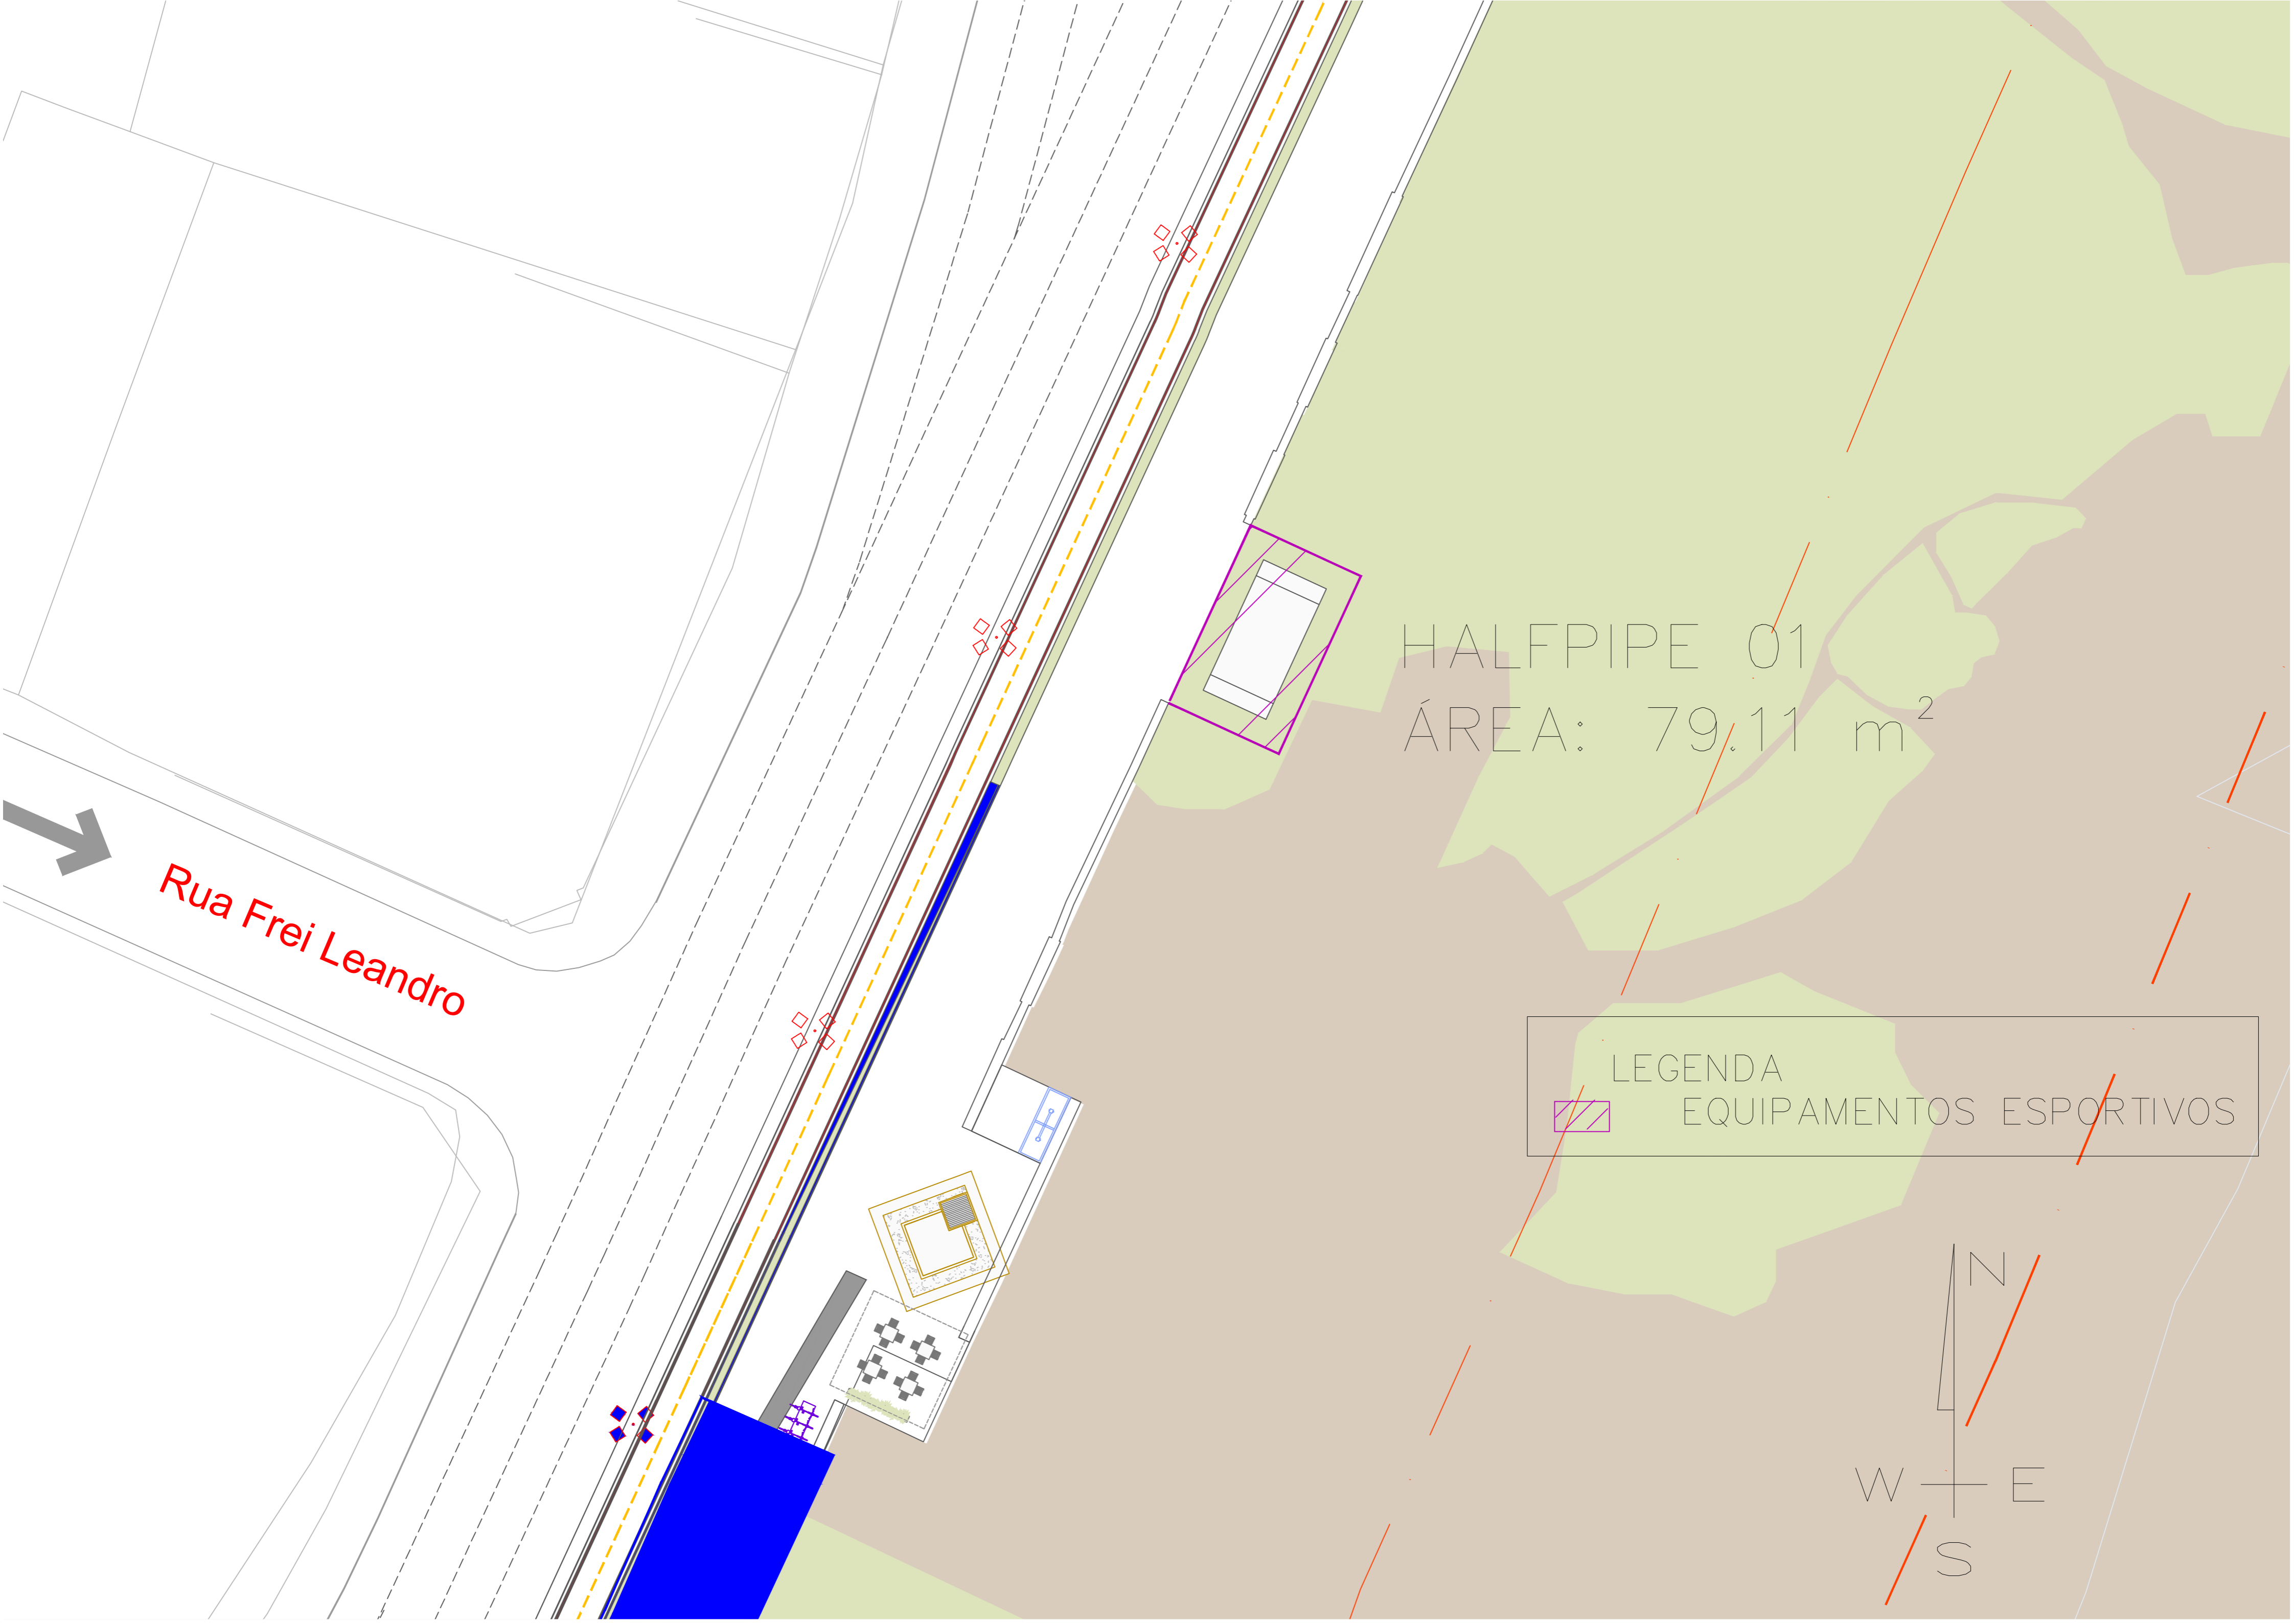 HALFPIPE 01
ÁREA: 79,11 m²
Rua Frei Leandro
LEGENDA
EQUIPAMENTOS ESPORTIVOS
N
W E
S